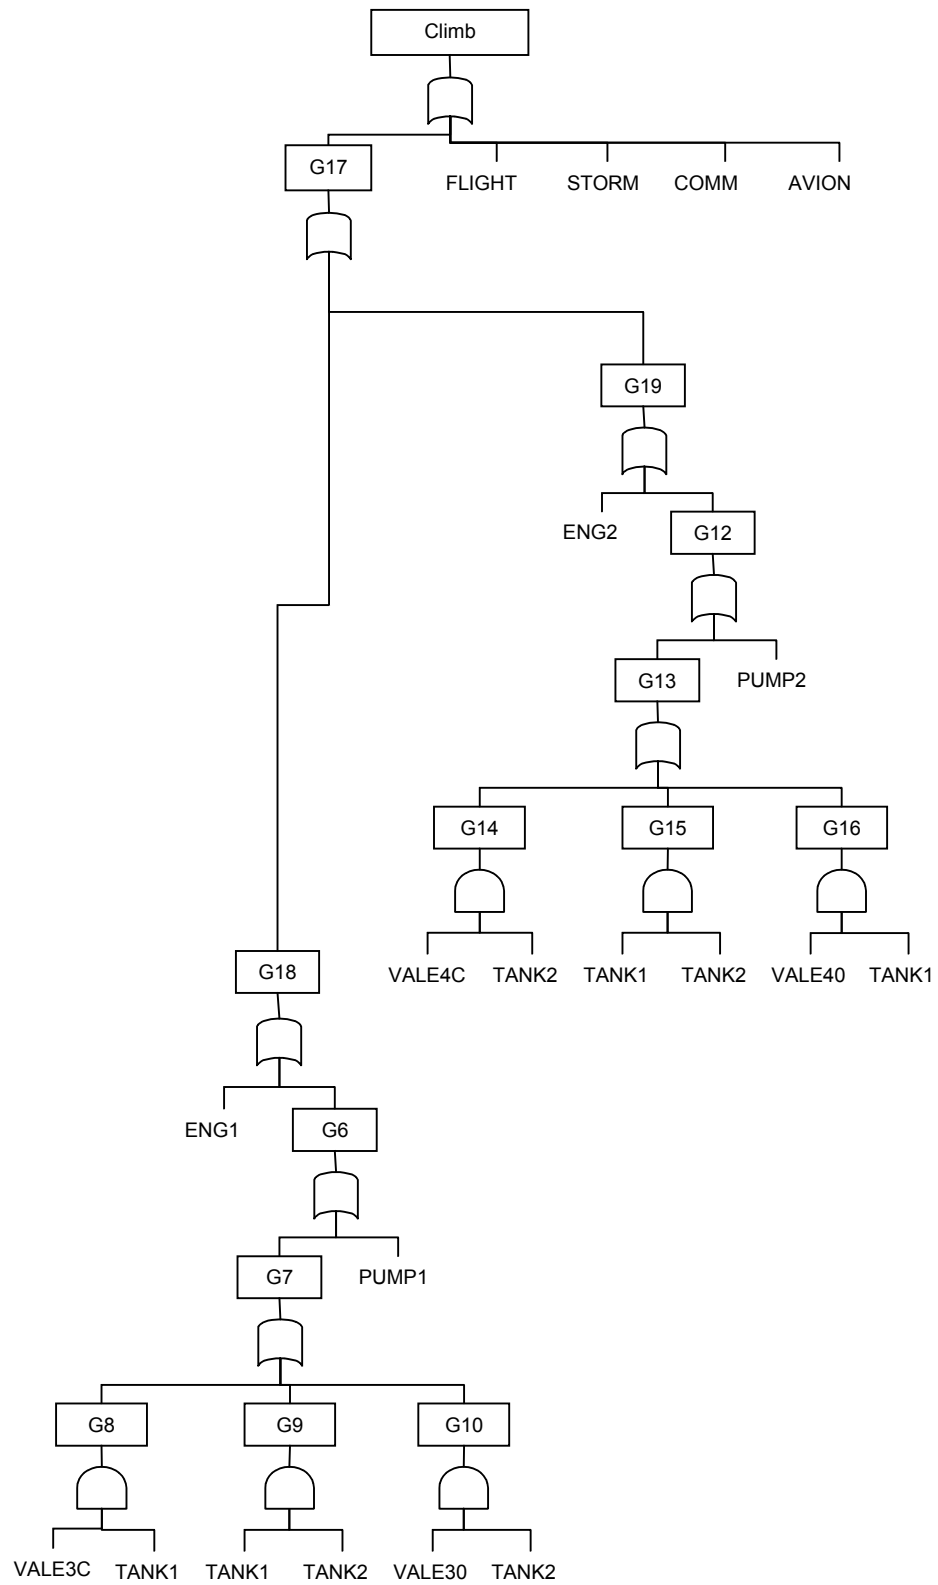 Climb
G17
FLIGHT STORM COMM AVION
G19
ENG2 G12
G13 PUMP2
G14 G15 G16
VALE4C TANK2 TANK1 TANK2 VALE40 TANK1
G18
ENG1 G6
G7 PUMP1
G8 G9 G10
VALE3C TANK1 TANK1 TANK2 VALE30 TANK2